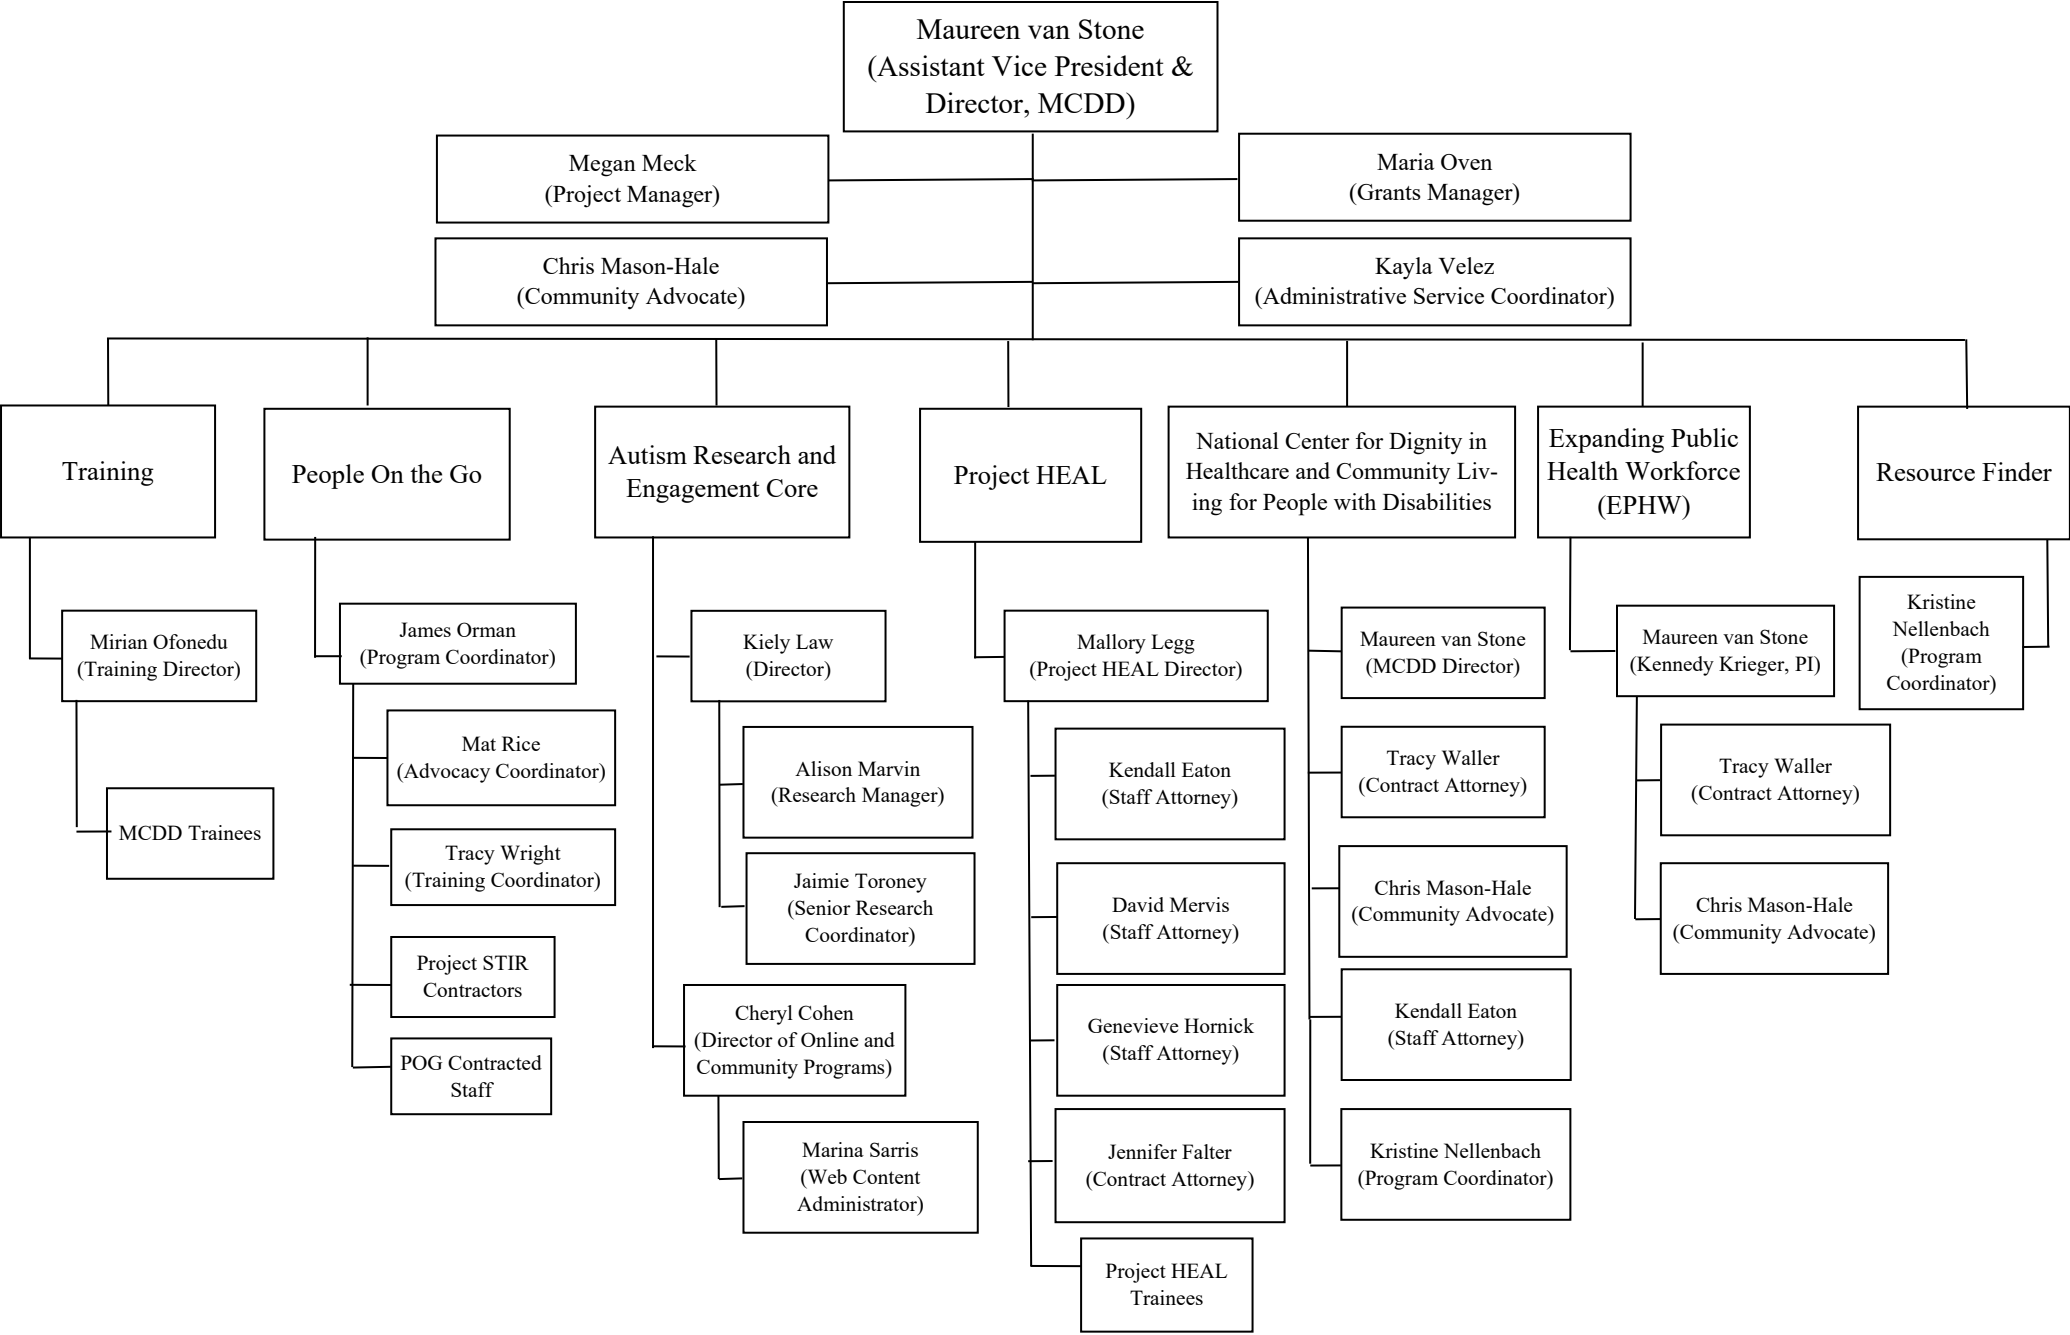 Maureen van Stone
(Assistant Vice President &
Director, MCDD)
Megan Meck
(Project Manager)
Maria Oven
(Grants Manager)
Chris Mason-Hale
(Community Advocate)
Kayla Velez
(Administrative Service Coordinator)
Training
People On the Go
Autism Research and
Engagement Core
Project HEAL
National Center for Dignity in
Healthcare and Community Liv-
ing for People with Disabilities
Expanding Public
Health Workforce
(EPHW)
Resource Finder
Mirian Ofonedu
(Training Director)
MCDD Trainees
James Orman
(Program Coordinator)
Mat Rice
(Advocacy Coordinator)
Tracy Wright
(Training Coordinator)
Project STIR
Contractors
POG Contracted
Staff
Kiely Law
(Director)
Alison Marvin
(Research Manager)
Jaimie Toroney
(Senior Research
Coordinator)
Cheryl Cohen
(Director of Online and
Community Programs)
Marina Sarris
(Web Content
Administrator)
Mallory Legg
(Project HEAL Director)
Kendall Eaton
(Staff Attorney)
David Mervis
(Staff Attorney)
Genevieve Hornick
(Staff Attorney)
Jennifer Falter
(Contract Attorney)
Project HEAL
Trainees
Maureen van Stone
(MCDD Director)
Tracy Waller
(Contract Attorney)
Chris Mason-Hale
(Community Advocate)
Kendall Eaton
(Staff Attorney)
Kristine Nellenbach
(Program Coordinator)
Maureen van Stone
(Kennedy Krieger, PI)
Tracy Waller
(Contract Attorney)
Chris Mason-Hale
(Community Advocate)
Kristine
Nellenbach
(Program
Coordinator)